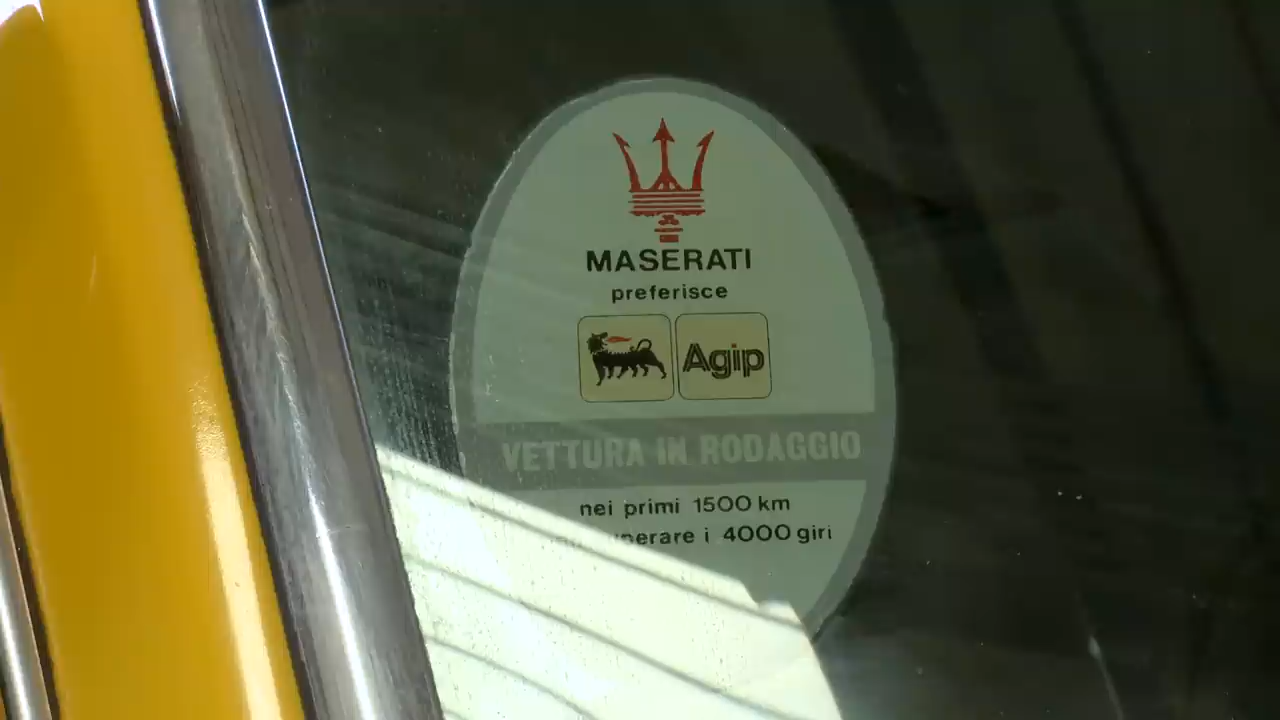 MASERATI
preferisce
Agip
VETTURA IN RODAGGIO
nei primi 1500 km
i 4000 giri